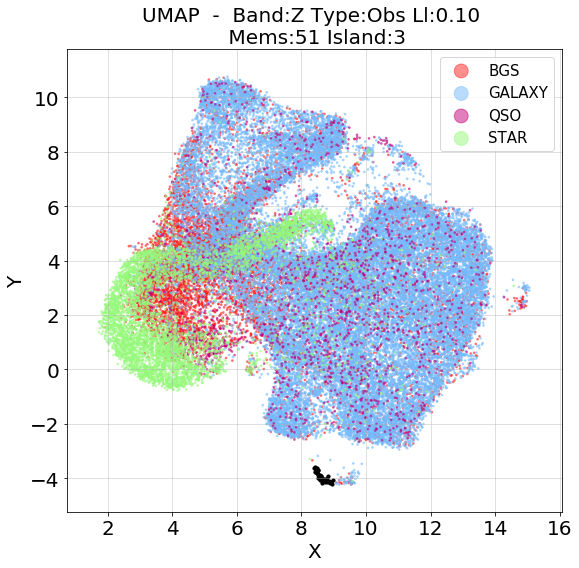 UMAP - Band:Z Type:Obs Ll:0.10
Mems:51 Island:3
BGS
GALAXY
QSO
STAR
10
8
6
4
2
0
−2
−4
Y
2 4 6 8 10 12 14 16
X